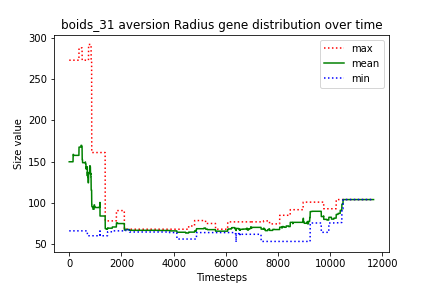 boids_31 aversion Radius gene distribution over time
Size value
300
250
200
150
100
50
0
2000
4000
6000
8000
10000
12000
Timesteps
max
mean
min